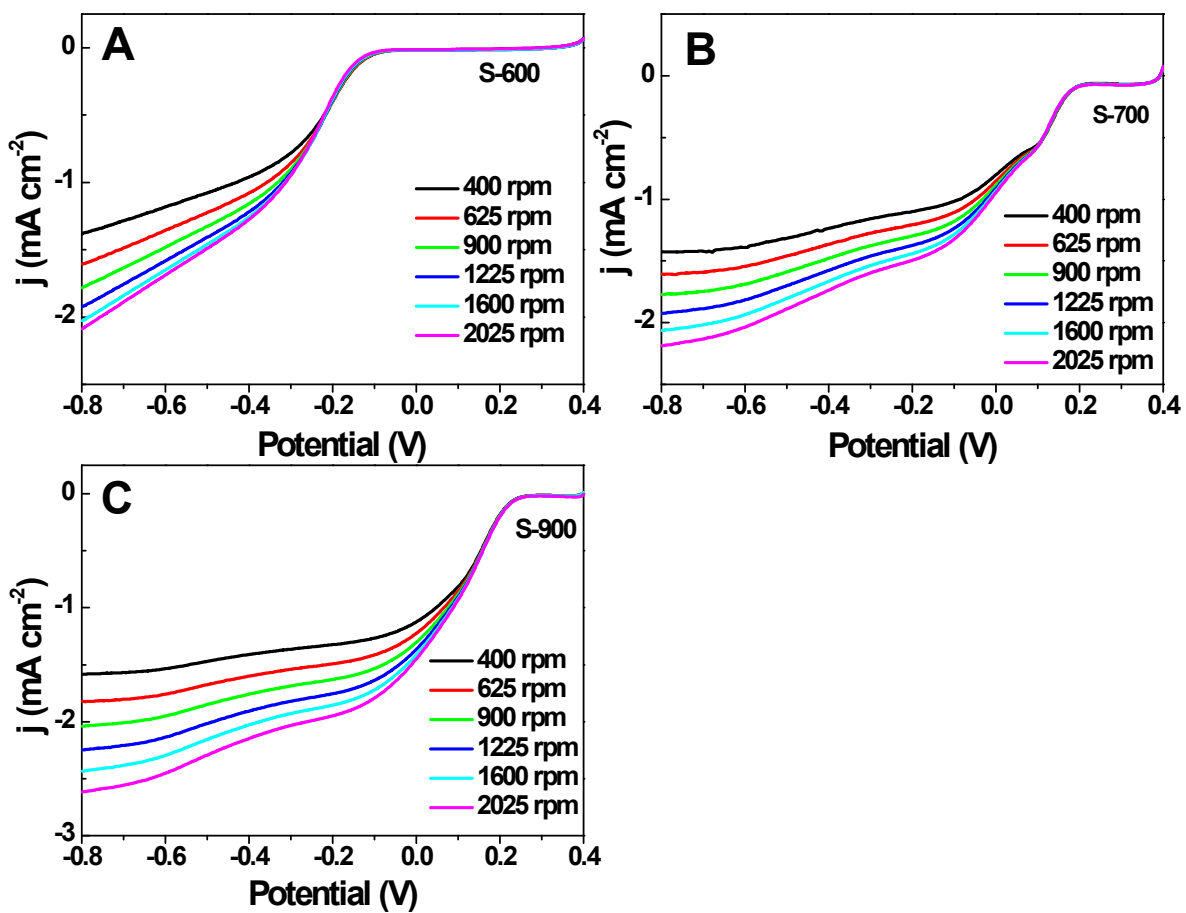 A
S-600
j (mA cm-2)
0
-1
-2
400 rpm
625 rpm
900 rpm
1225 rpm
1600 rpm
2025 rpm
-0.8 -0.6 -0.4 -0.2 0.0 0.2 0.4
Potential (V)
B
S-700
j (mA cm-2)
0
-1
-2
400 rpm
625 rpm
900 rpm
1225 rpm
1600 rpm
2025 rpm
-0.8 -0.6 -0.4 -0.2 0.0 0.2 0.4
Potential (V)
C
S-900
j (mA cm-2)
0
-1
-2
-3
400 rpm
625 rpm
900 rpm
1225 rpm
1600 rpm
2025 rpm
-0.8 -0.6 -0.4 -0.2 0.0 0.2 0.4
Potential (V)